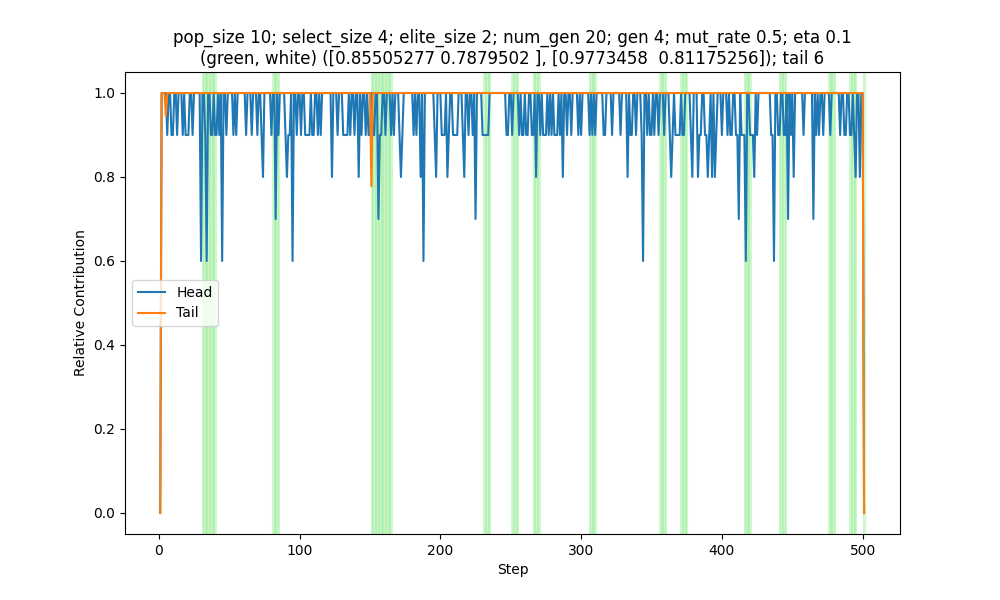 pop_size 10; select_size 4; elite_size 2; num_gen 20; gen 4; mut_rate 0.5; eta 0.1
(green, white) ([0.85505277 0.7879502 ], [0.9773458  0.81175256]); tail 6
1.0
0.8
0.6
0.4
0.2
0.0
Relative Contribution
Head
Tail
0
100
200
300
400
500
Step